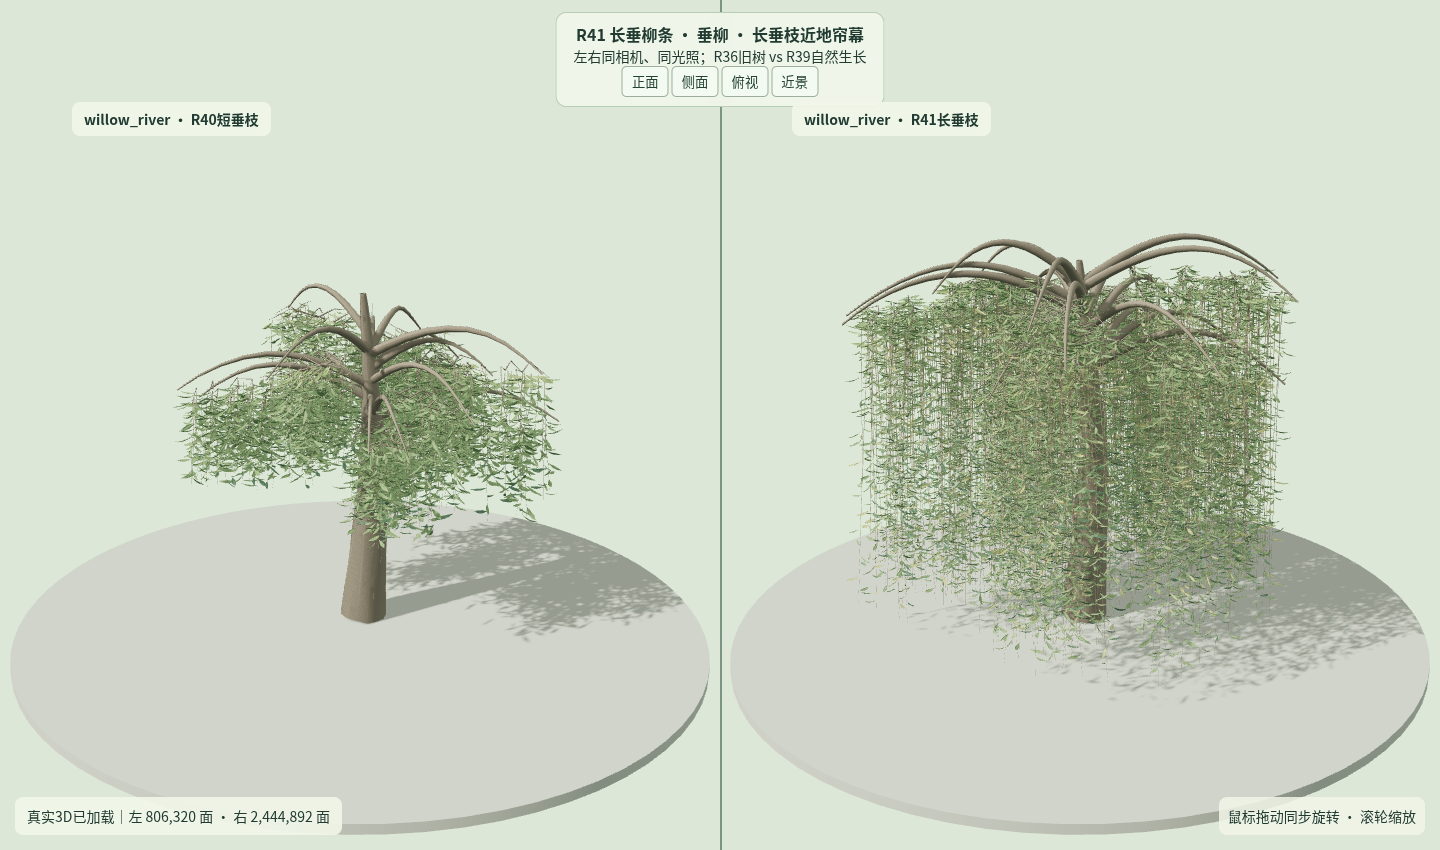 R41 长垂柳条 • 垂柳 • 长垂枝近地帘幕
左右同相机、同光照；R36旧树 vs R39自然生长
正面 侧面 俯视 近景
willow_river • R40短垂枝
willow_river • R41长垂枝
真实3D已加载｜左 806,320 面 • 右 2,444,892 面
鼠标拖动同步旋转 • 滚轮缩放